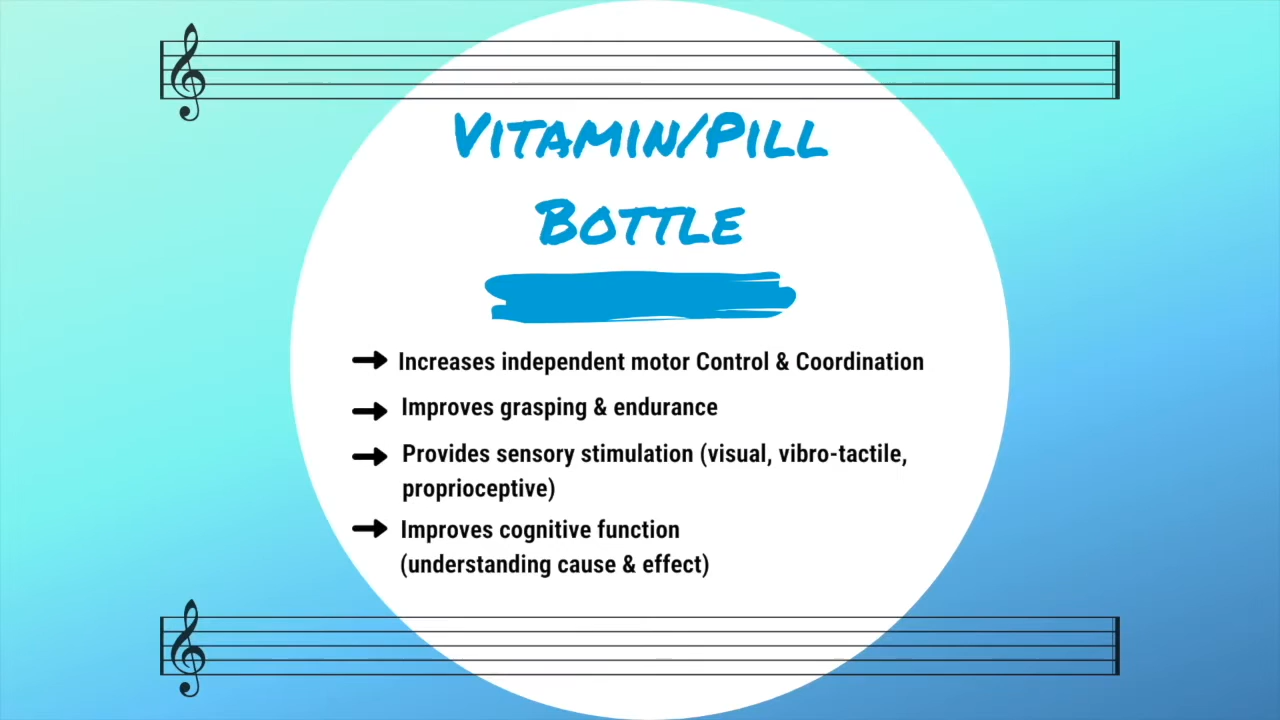 Vitamin/Pill
Bottle
Increases independent motor Control & Coordination
Improves grasping & endurance
Provides sensory stimulation (visual, vibro-tactile,
proprioceptive)
Improves cognitive function
(understanding cause & effect)